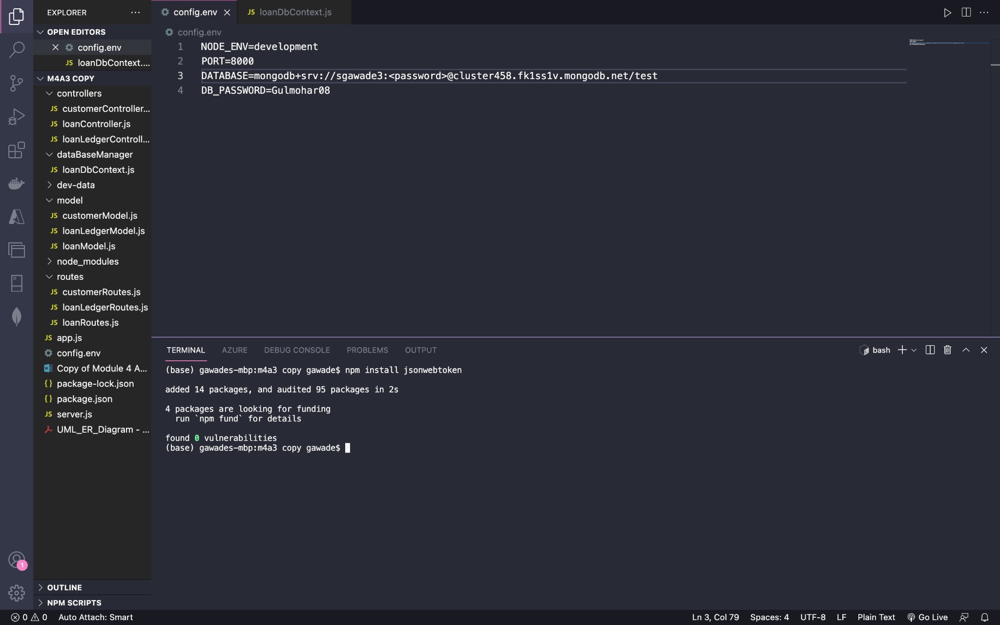 EXPLORER
OPEN EDITORS
config.env
JS loanDbContext....
M4A3 COPY
controllers
JS customerController...
JS loanController.js
JS loanLedgerControll...
dataBaseManager
JS loanDbContext.js
dev-data
model
JS customerModel.js
JS loanLedgerModel.js
JS loanModel.js
node_modules
routes
JS customerRoutes.js
JS loanLedgerRoutes.js
JS loanRoutes.js
JS app.js
config.env
Copy of Module 4 A...
{} package-lock.json
{} package.json
JS server.js
UML_ER_Diagram - ...
1
OUTLINE
NPM SCRIPTS
config.env
JS loanDbContext.js
config.env
1 NODE_ENV=development
2 PORT=8000
3 DATABASE=mongodb+srv://sgawade3:<password>@cluster458.fk1ss1v.mongodb.net/test
4 DB_PASSWORD=Gulmohar08
TERMINAL AZURE DEBUG CONSOLE PROBLEMS OUTPUT
bash
(base) gawades-mbp:m4a3 copy gawade$ npm install jsonwebtoken
added 14 packages, and audited 95 packages in 2s
4 packages are looking for funding
run `npm fund` for details
found 0 vulnerabilities
(base) gawades-mbp:m4a3 copy gawade$
0 0 Auto Attach: Smart
Ln 3, Col 79 Spaces: 4 UTF-8 LF Plain Text Go Live